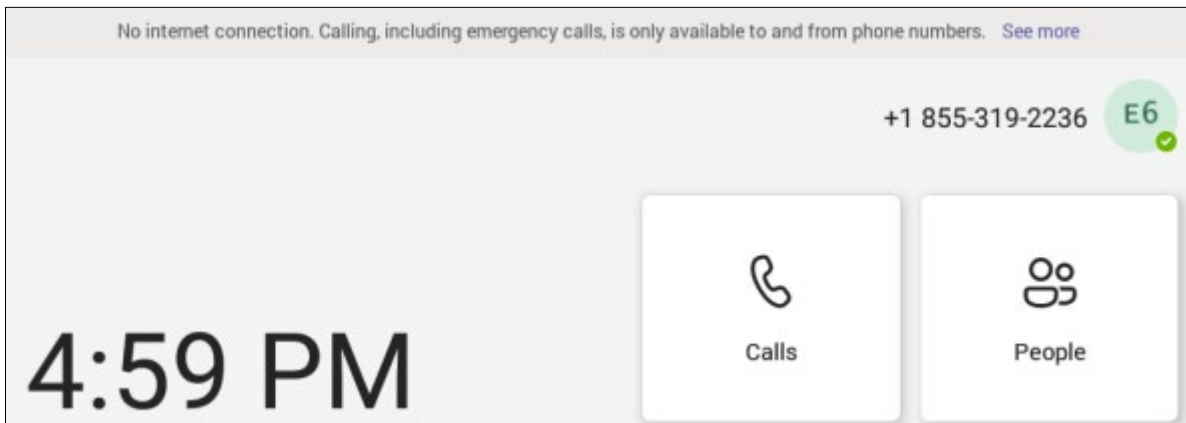 No internet connection. Calling, including emergency calls, is only available to and from phone numbers. See more
+1 855-319-2236 E6
Calls
People
4:59 PM